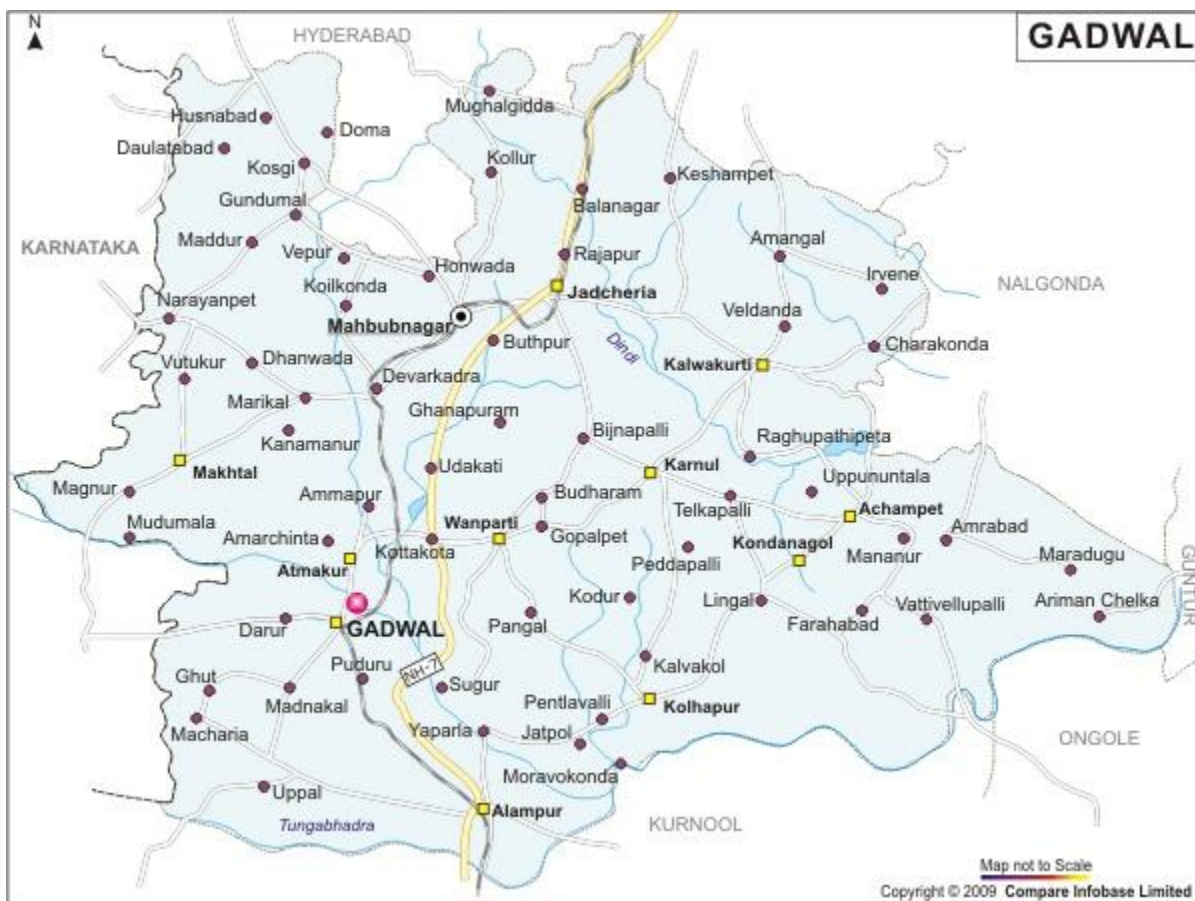 N
GADWAL
HYDERABAD
Mughalgidda
Husnabad
Doma
Daulatabad
Kosgi
Kollur
Keshampet
Gundumal
Balanagar
Maddur
Vepur
Amangal
KARNATAKA
Rajapur
Honwada
Irvene
Koilkonda
Jadcheria
NALGONDA
Narayanpet
Mahbubnagar
Veldanda
Dindi
Buthpur
Charakonda
Vutukur
Dhanwada
Kalwakurti
Devarkadra
Marikal
Ghanapuram
Kanamanur
Bijnapalli
Raghupathipeta
Makhtal
Udakati
Karnul
Uppununtala
Magnur
Ammapur
Budharam
Telkapalli
Achampet
Mudumala
Amarchinta
Wanparti
Gopalpet
Amrabad
Kottakota
Kondanagol
Mananur
Maradugu
Atmakur
Peddapalli
GUNTUR
Kodur
Lingal
Vattivellupalli
Ariman Chelka
Darur
GADWAL
Pangal
Farahabad
Puduru
NH-7
Kalvakol
Ghut
Sugur
Madnakal
Pentlavalli
Kolhapur
Macharia
Yaparla
Jatpol
ONGOLE
Moravokonda
Uppal
Alampur
Tungabhadra
KURNOOL
Map not to Scale
Copyright © 2009 Compare Infobase Limited